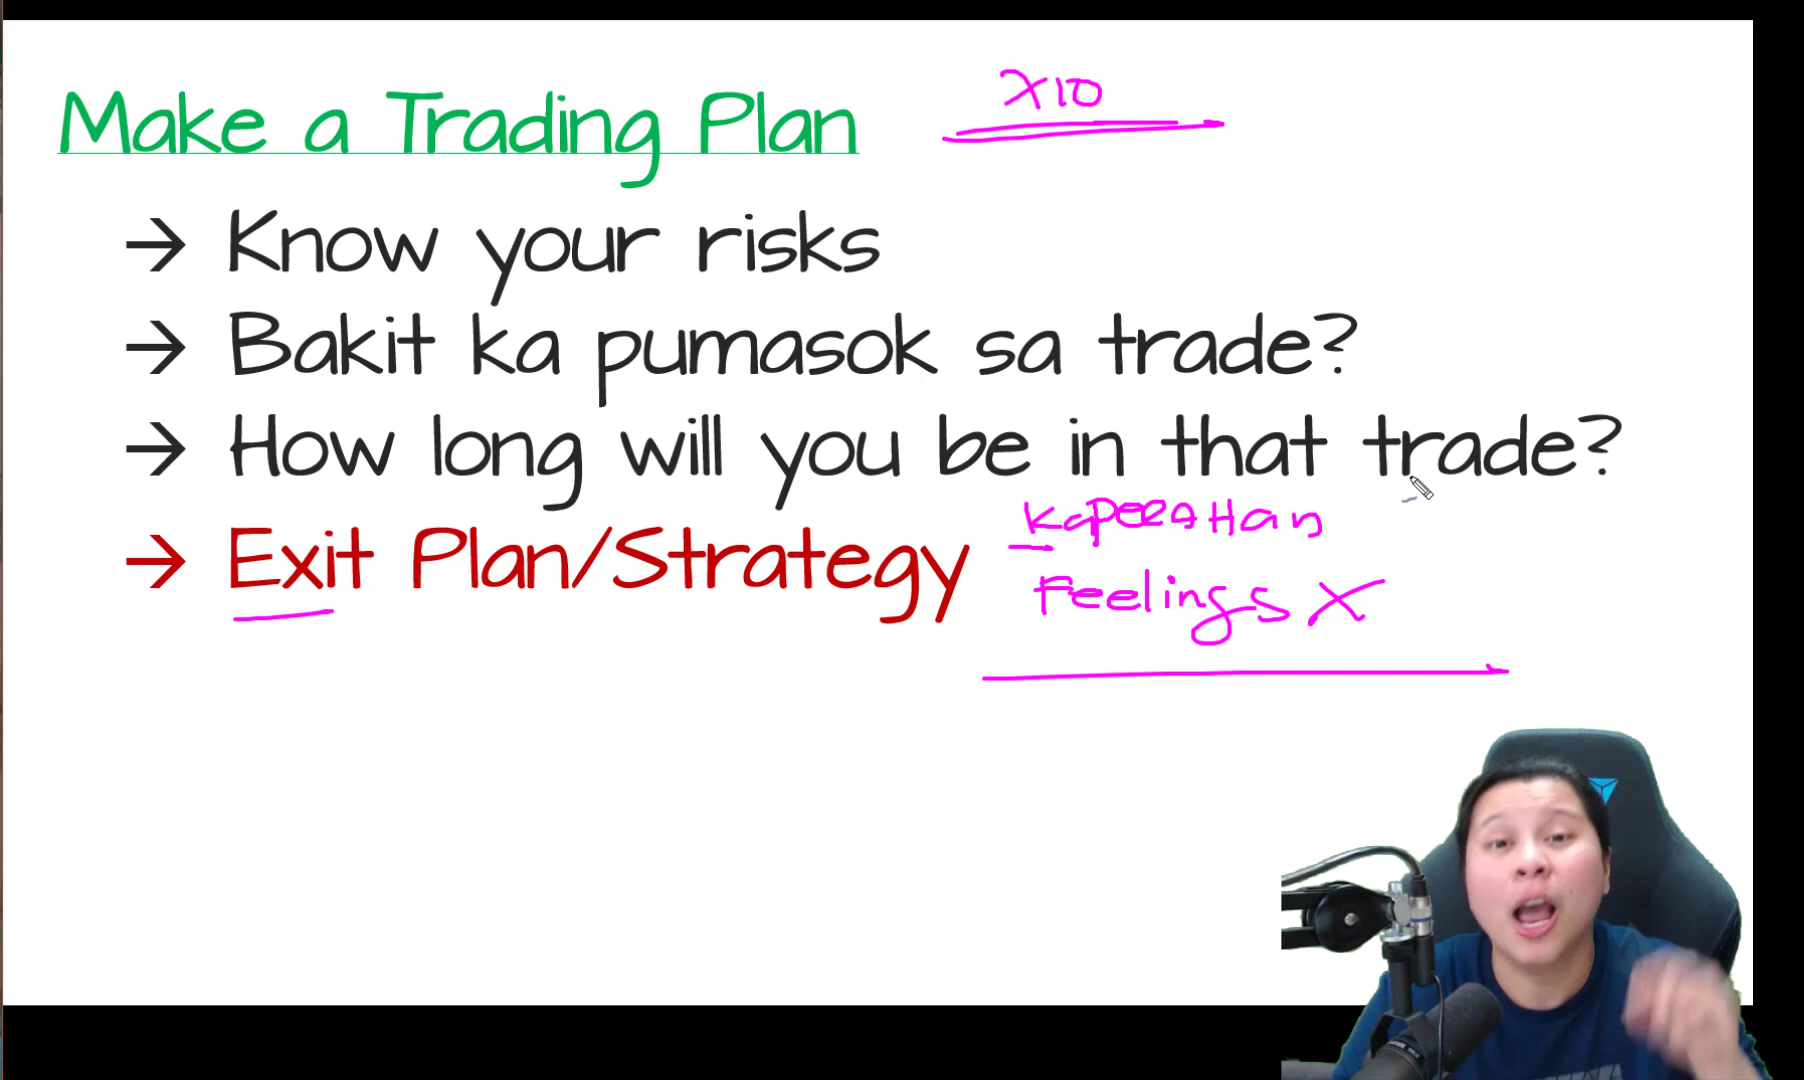 Make a Trading Plan x10
→ Know your risks
→ Bakit ka pumasok sa trade?
→ How long will you be in that trade?
kapeRAHan
→ Exit Plan/Strategy
Feelings X